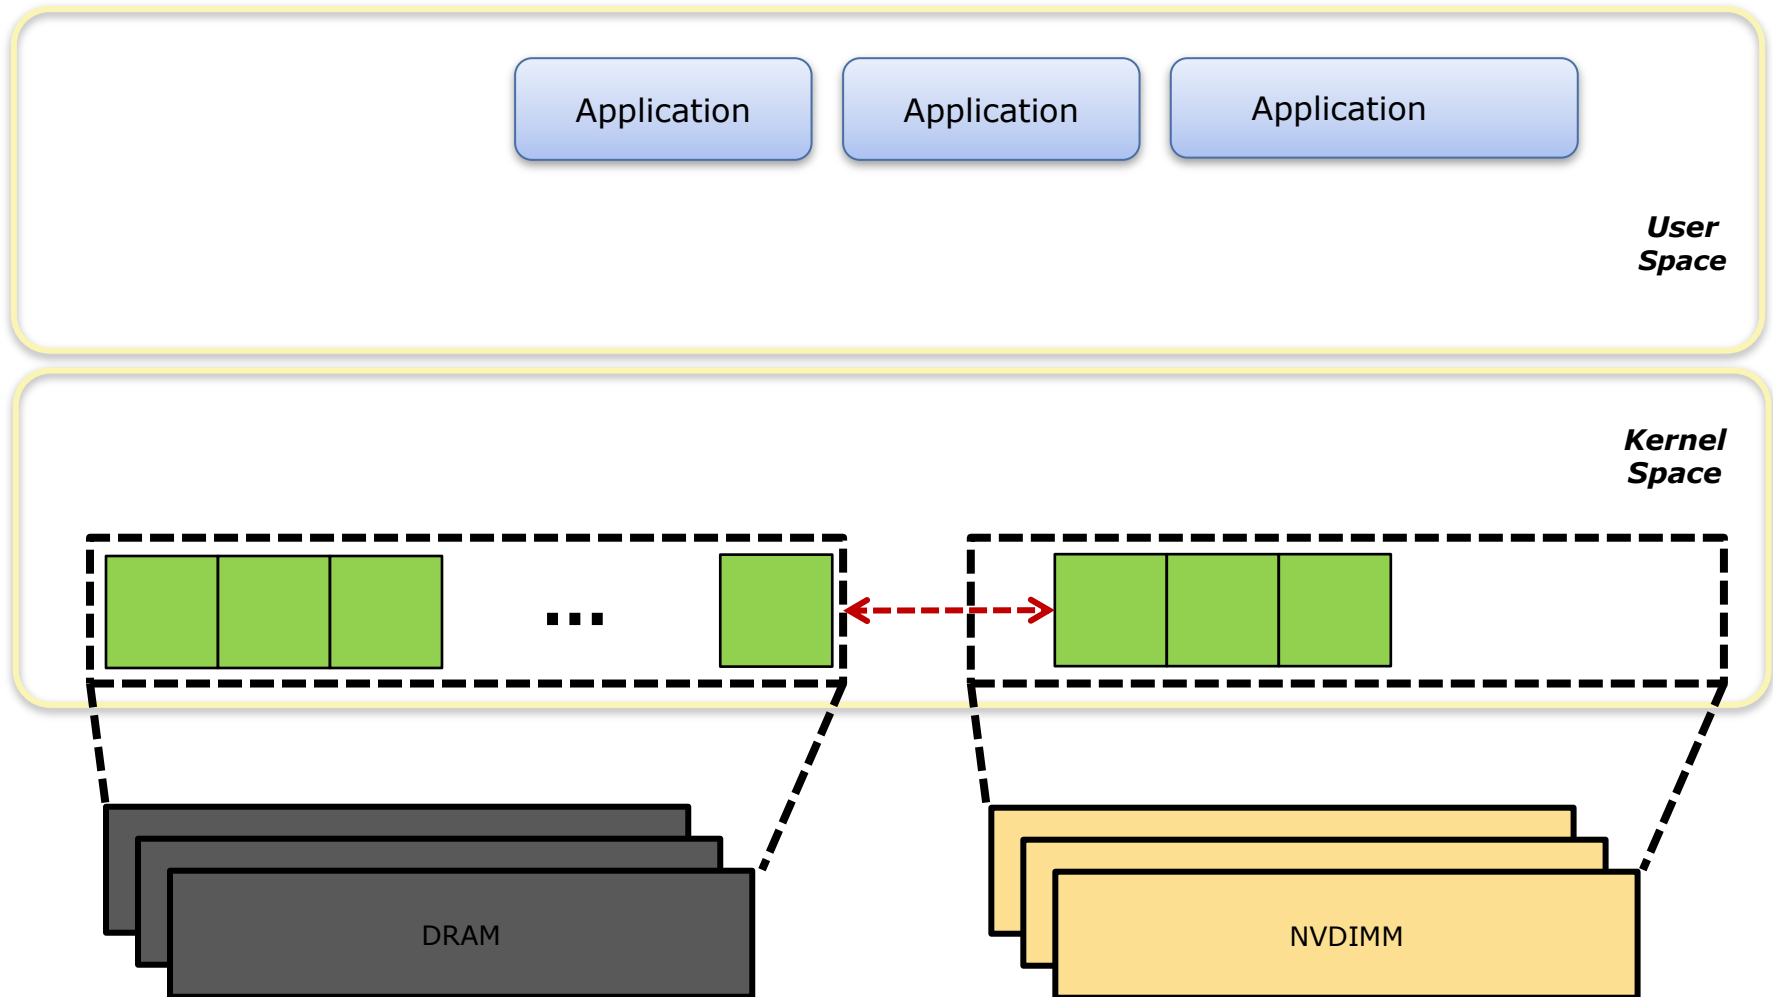 Application
Application
Application
User
Space
Kernel
Space
...
DRAM
NVDIMM